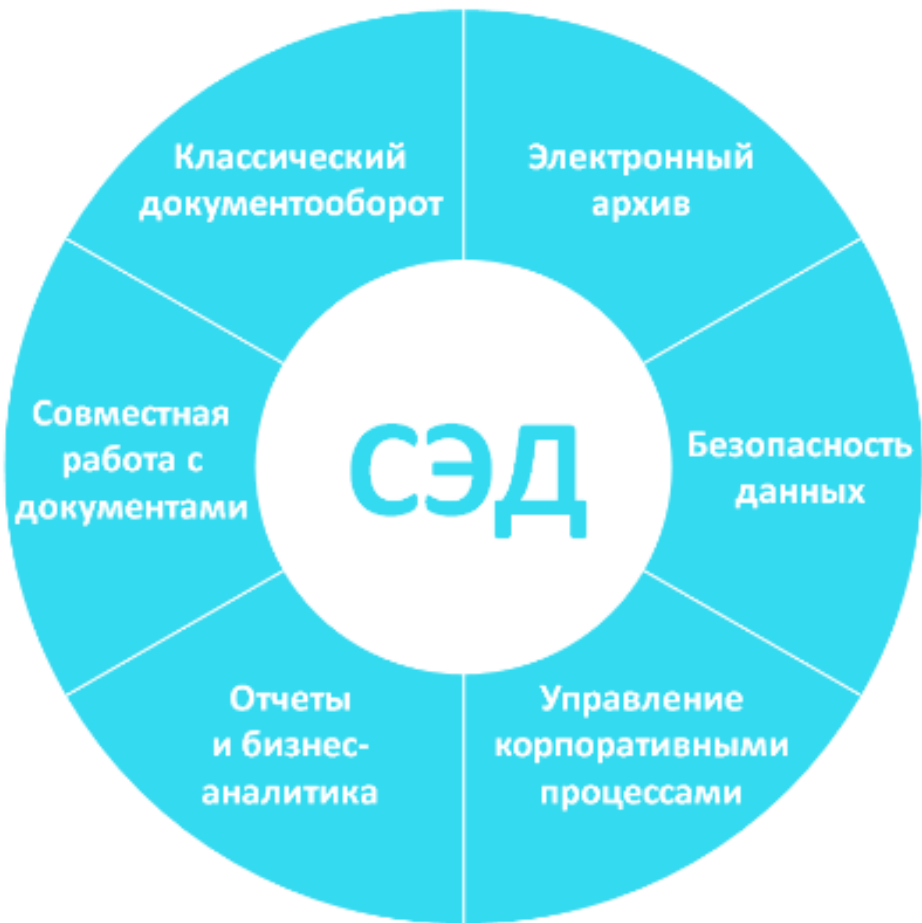 Классический
документооборот
Электронный
архив
Совместная
работа с
документами
СЭД
Безопасность
данных
Отчеты
и бизнес-
аналитика
Управление
корпоративными
процессами